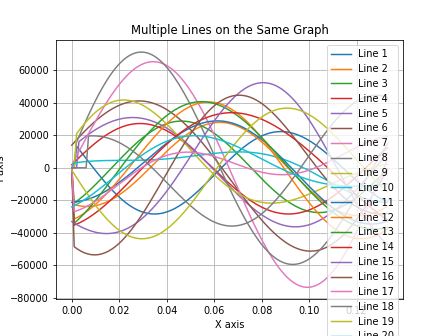 Multiple Lines on the Same Graph
60000
40000
20000
0
−20000
−40000
−60000
−80000
0.00
0.02
0.04
0.06
0.08
0.10
X axis
Line 1
Line 2
Line 3
Line 4
Line 5
Line 6
Line 7
Line 8
Line 9
Line 10
Line 11
Line 12
Line 13
Line 14
Line 15
Line 16
Line 17
Line 18
Line 19
Line 20